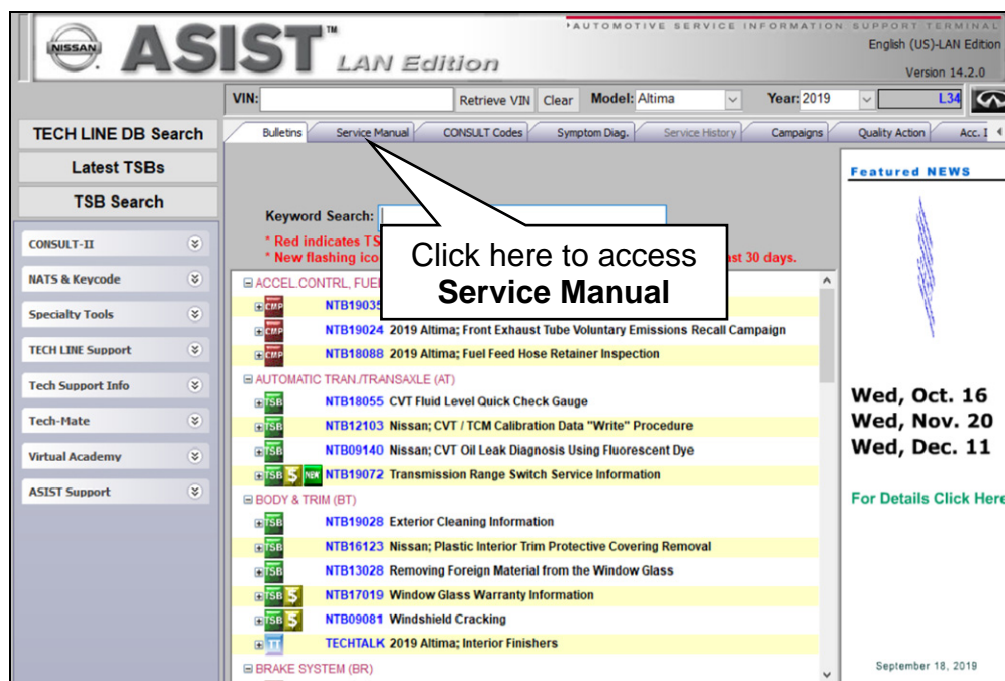 AUTOMOTIVE SERVICE INFORMATION SUPPORT TERMINAL
NISSAN ASIST™ LAN Edition
English (US)-LAN Edition
Version 14.2.0
VIN: Retrieve VIN Clear Model: Altima Year: 2019 L34
TECH LINE DB Search
Latest TSBs
TSB Search
CONSULT-II
NATS & Keycode
Specialty Tools
TECH LINE Support
Tech Support Info
Tech-Mate
Virtual Academy
ASIST Support
Bulletins Service Manual CONSULT Codes Symptom Diag. Service History Campaigns Quality Action Acc.
Keyword Search:
* Red indicates TS
* New flashing ico st 30 days.
Click here to access
Service Manual
ACCEL.CONTRL, FUE
CMP NTB19035
CMP NTB19024 2019 Altima; Front Exhaust Tube Voluntary Emissions Recall Campaign
CMP NTB18088 2019 Altima; Fuel Feed Hose Retainer Inspection
AUTOMATIC TRAN./TRANSAXLE (AT)
TSB NTB18055 CVT Fluid Level Quick Check Gauge
TSB NTB12103 Nissan; CVT / TCM Calibration Data "Write" Procedure
TSB NTB09140 Nissan; CVT Oil Leak Diagnosis Using Fluorescent Dye
TSB $ NEW NTB19072 Transmission Range Switch Service Information
BODY & TRIM (BT)
TSB NTB19028 Exterior Cleaning Information
TSB NTB16123 Nissan; Plastic Interior Trim Protective Covering Removal
TSB NTB13028 Removing Foreign Material from the Window Glass
TSB $ NTB17019 Window Glass Warranty Information
TSB $ NTB09081 Windshield Cracking
TT TECHTALK 2019 Altima; Interior Finishers
BRAKE SYSTEM (BR)
Featured NEWS
Wed, Oct. 16
Wed, Nov. 20
Wed, Dec. 11
For Details Click Here
September 18, 2019